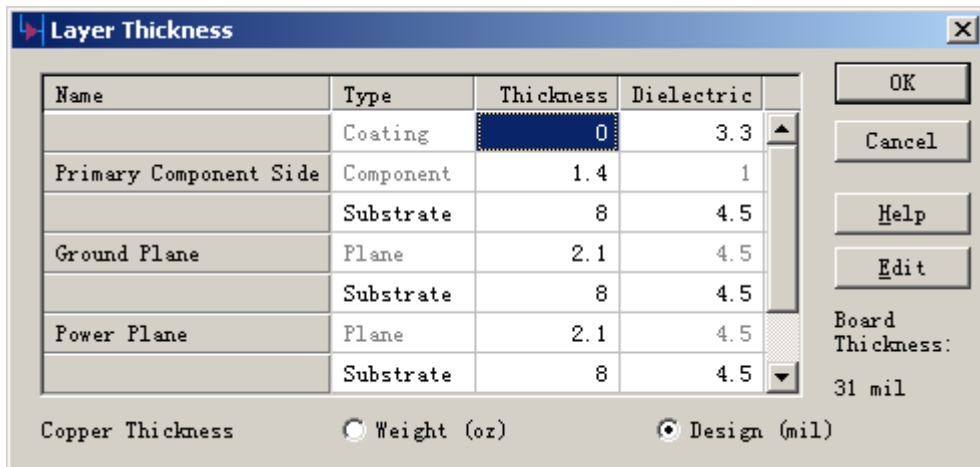 Layer Thickness
Name Type Thickness Dielectric
Coating 0 3.3
Primary Component Side Component 1.4 1
Substrate 8 4.5
Ground Plane Plane 2.1 4.5
Substrate 8 4.5
Power Plane Plane 2.1 4.5
Substrate 8 4.5
OK
Cancel
Help
Edit
Board
Thickness:
31 mil
Copper Thickness Weight (oz) Design (mil)